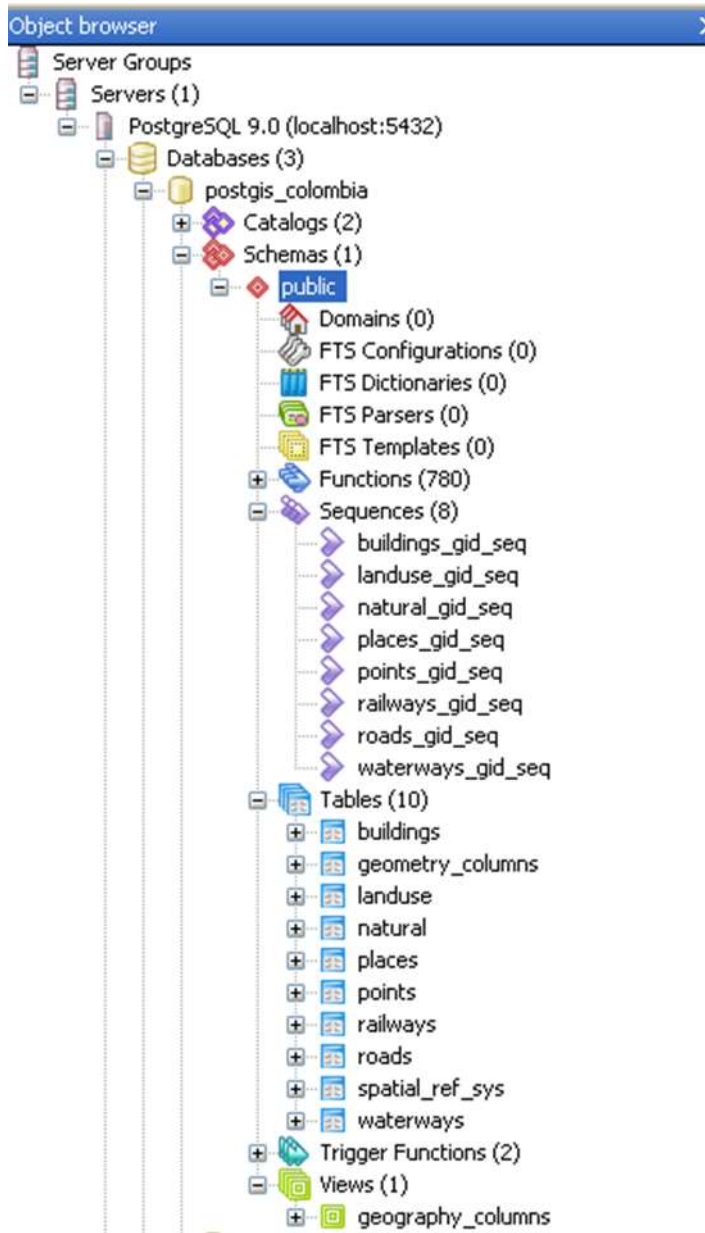 Object browser
Server Groups
Servers (1)
PostgreSQL 9.0 (localhost:5432)
Databases (3)
postgis_colombia
Catalogs (2)
Schemas (1)
public
Domains (0)
FTS Configurations (0)
FTS Dictionaries (0)
FTS Parsers (0)
FTS Templates (0)
Functions (780)
Sequences (8)
buildings_gid_seq
landuse_gid_seq
natural_gid_seq
places_gid_seq
points_gid_seq
railways_gid_seq
roads_gid_seq
waterways_gid_seq
Tables (10)
buildings
geometry_columns
landuse
natural
places
points
railways
roads
spatial_ref_sys
waterways
Trigger Functions (2)
Views (1)
geography_columns